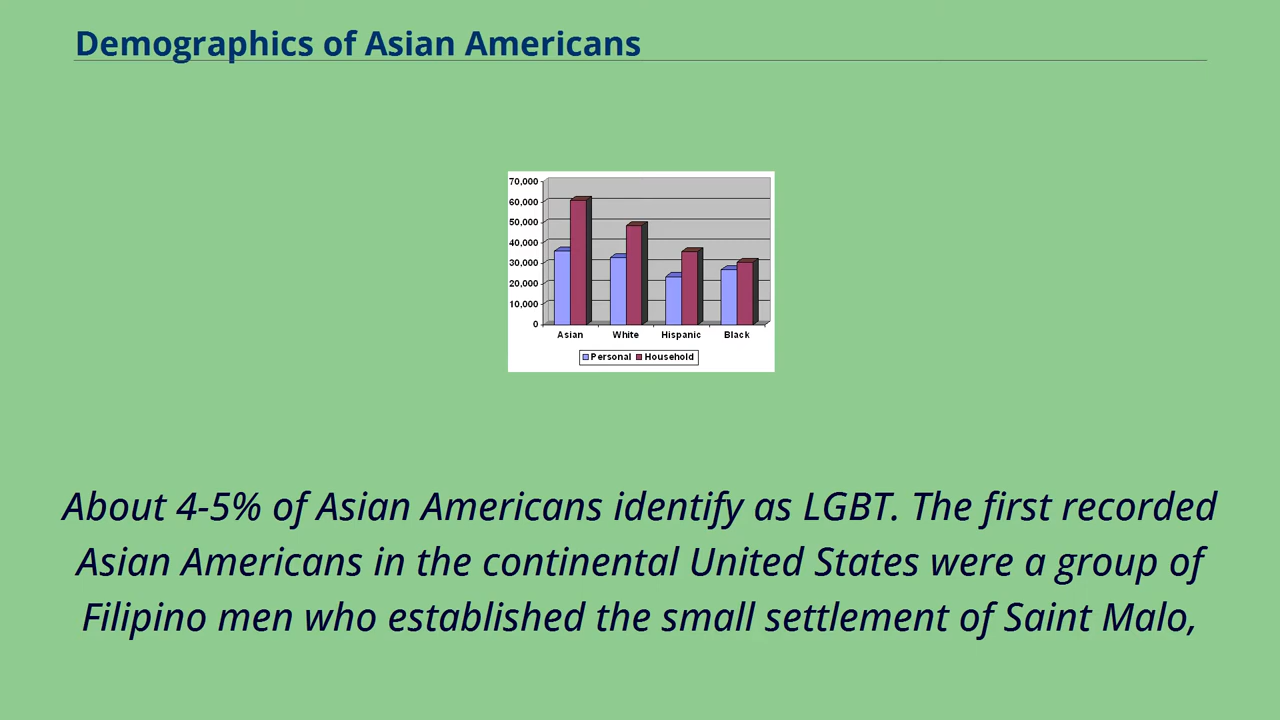 Demographics of Asian Americans
70,000
60,000
50,000
40,000
30,000
20,000
10,000
0
Asian White Hispanic Black
Personal Household
About 4-5% of Asian Americans identify as LGBT. The first recorded
Asian Americans in the continental United States were a group of
Filipino men who established the small settlement of Saint Malo,